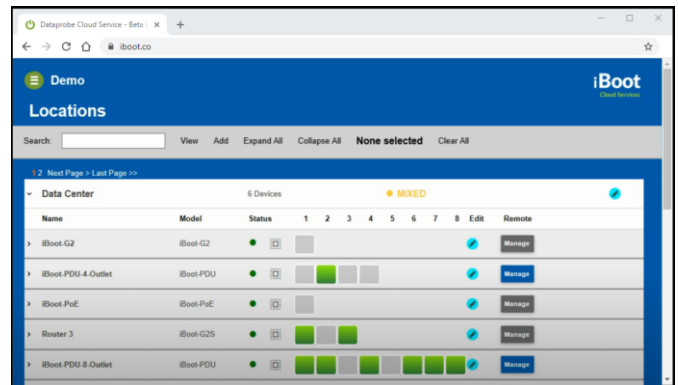 Dataprobe Cloud Service - Beta
iboot.co
Demo
iBoot
Cloud Services
Locations
Search: View Add Expand All Collapse All None selected Clear All
1 2 Next Page > Last Page >>
Data Center 6 Devices MIXED
Name Model Status 1 2 3 4 5 6 7 8 Edit Remote
iBoot-G2 iBoot-G2 Manage
iBoot-PDU-4-Outlet iBoot-PDU Manage
iBoot-PoE iBoot-PoE Manage
Router 3 iBoot-G2S Manage
iBoot-PDU-8-Outlet iBoot-PDU Manage